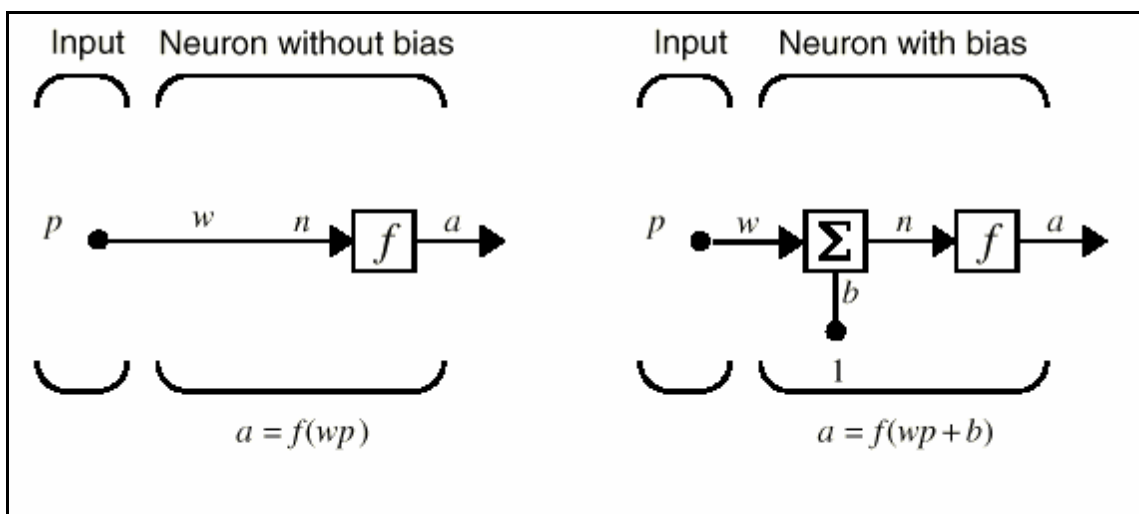 Input Neuron without bias
p w n f a
a = f(wp)
Input Neuron with bias
p w Σ n f a
b
1
a = f(wp + b)